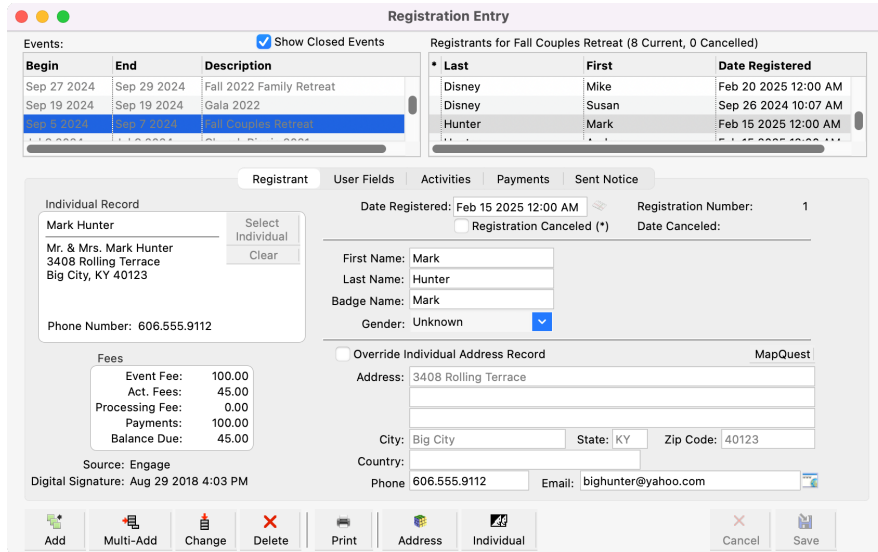 Registration Entry
Events:
Show Closed Events
Begin End Description
Sep 27 2024 Sep 29 2024 Fall 2022 Family Retreat
Sep 19 2024 Sep 19 2024 Gala 2022
Sep 5 2024 Sep 7 2024 Fall Couples Retreat
Registrants for Fall Couples Retreat (8 Current, 0 Cancelled)
* Last First Date Registered
Disney Mike Feb 20 2025 12:00 AM
Disney Susan Sep 26 2024 10:07 AM
Hunter Mark Feb 15 2025 12:00 AM
Registrant User Fields Activities Payments Sent Notice
Individual Record
Mark Hunter
Mr. & Mrs. Mark Hunter
3408 Rolling Terrace
Big City, KY 40123
Phone Number: 606.555.9112
Select Individual
Clear
Fees
Event Fee: 100.00
Act. Fees: 45.00
Processing Fee: 0.00
Payments: 100.00
Balance Due: 45.00
Source: Engage
Digital Signature: Aug 29 2018 4:03 PM
Date Registered: Feb 15 2025 12:00 AM
Registration Number: 1
Registration Canceled (*)
Date Canceled:
First Name: Mark
Last Name: Hunter
Badge Name: Mark
Gender: Unknown
Override Individual Address Record
MapQuest
Address: 3408 Rolling Terrace
City: Big City State: KY Zip Code: 40123
Country:
Phone 606.555.9112 Email: bighunter@yahoo.com
Add Multi-Add Change Delete Print Address Individual Cancel Save